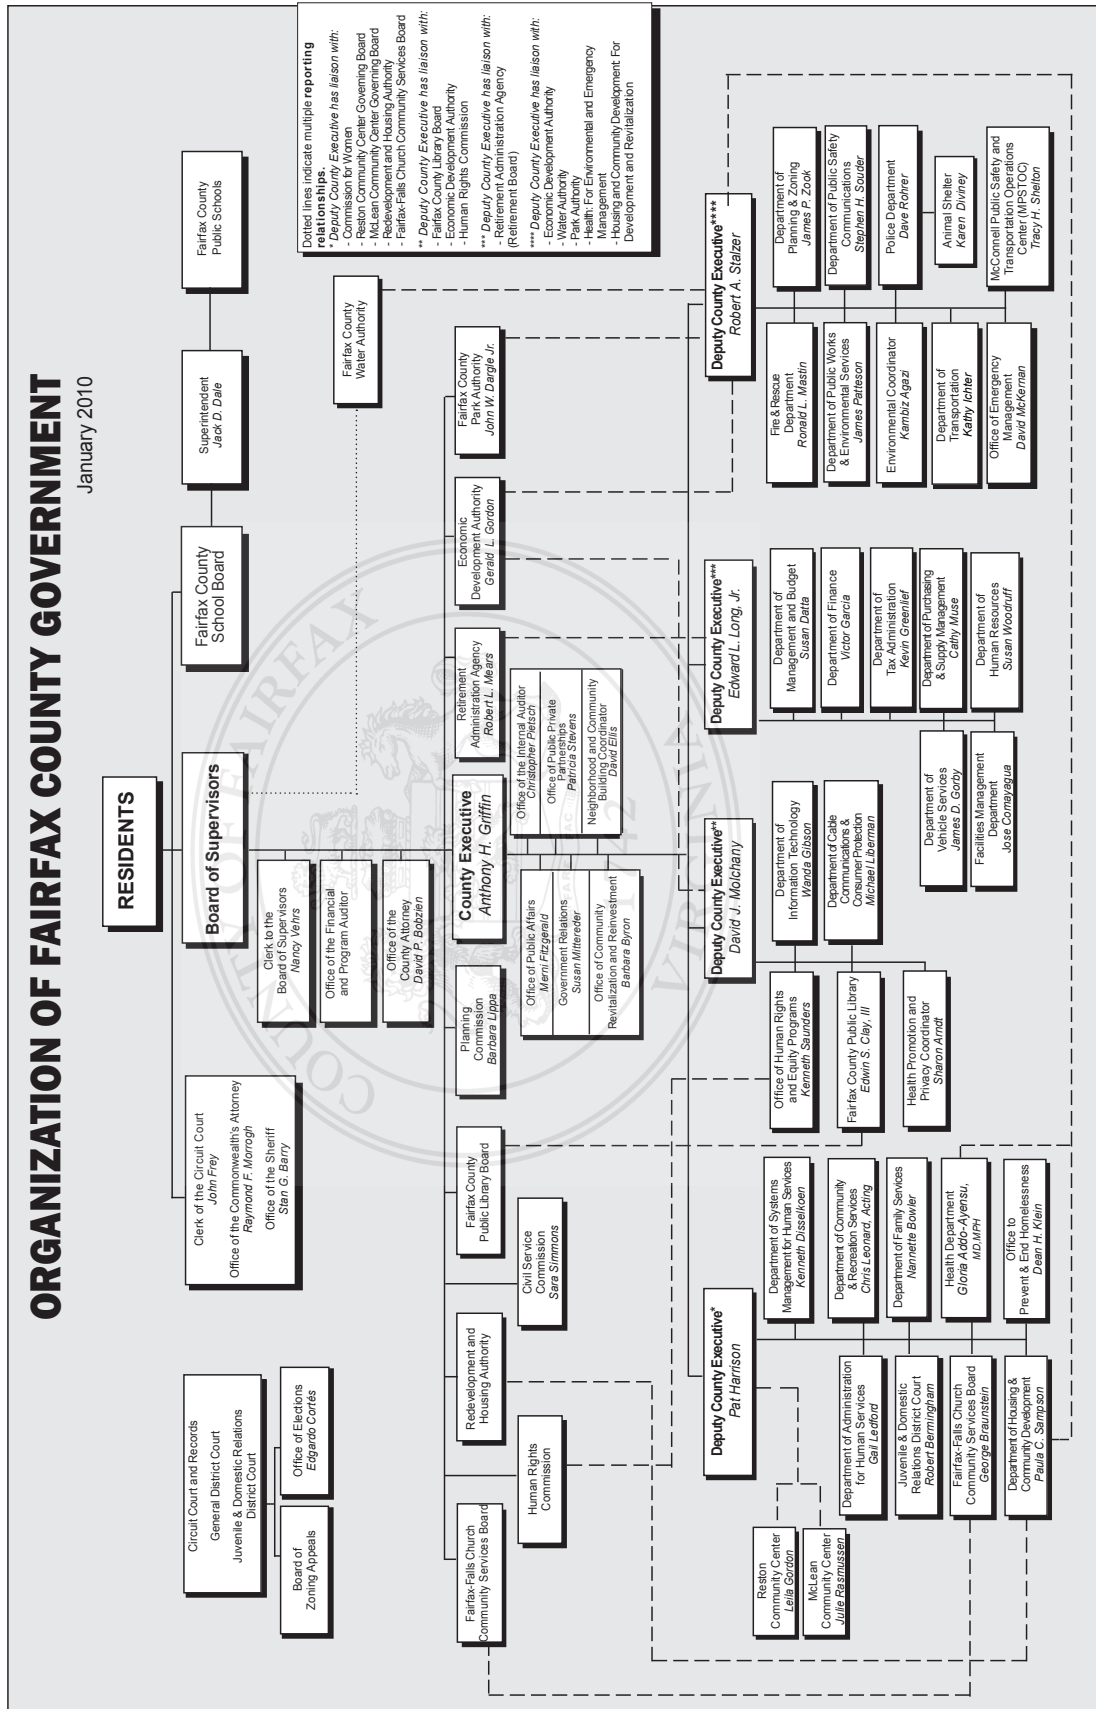 ORGANIZATION OF FAIRFAX COUNTY GOVERNMENT
January 2010
RESIDENTS
Circuit Court and Records
General District Court
Juvenile & Domestic Relations
District Court
Board of
Zoning Appeals
Office of Elections
Edgardo Cortés
Clerk of the Circuit Court
John Frey
Office of the Commonwealth's Attorney
Raymond F. Morrogh
Office of the Sheriff
Stan G. Barry
Board of Supervisors
Fairfax County
School Board
Superintendent
Jack D. Dale
Fairfax County
Public Schools
Clerk to the
Board of Supervisors
Nancy Vehrs
Office of the Financial
and Program Auditor
Office of the
County Attorney
David P. Bobzien
Fairfax County
Water Authority
Dotted lines indicate multiple reporting
relationships.
* Deputy County Executive has liaison with:
- Commission for Women
- Reston Community Center Governing Board
- McLean Community Center Governing Board
- Redevelopment and Housing Authority
- Fairfax-Falls Church Community Services Board
** Deputy County Executive has liaison with:
- Fairfax County Library Board
- Economic Development Authority
- Human Rights Commission
*** Deputy County Executive has liaison with:
- Retirement Administration Agency
(Retirement Board)
**** Deputy County Executive has liaison with:
- Economic Development Authority
- Water Authority
- Park Authority
- Health: For Environmental and Emergency
Management
- Housing and Community Development: For
Development and Revitalization
Fairfax-Falls Church
Community Services Board
Human Rights
Commission
Redevelopment and
Housing Authority
Civil Service
Commission
Sara Simmons
Fairfax County
Public Library Board
Planning
Commission
Barbara Lippa
County Executive
Anthony H. Griffin
Retirement
Administration Agency
Robert L. Mears
Economic
Development Authority
Gerald L. Gordon
Fairfax County
Park Authority
John W. Dargle Jr.
Office of Public Affairs
Merni Fitzgerald
Government Relations
Susan Mittereder
Office of Community
Revitalization and Reinvestment
Barbara Byron
Office of the Internal Auditor
Christopher Pietsch
Office of Public Private
Partnerships
Patricia Stevens
Neighborhood and Community
Building Coordinator
David Ellis
Deputy County Executive*
Pat Harrison
Deputy County Executive**
David J. Molchany
Deputy County Executive***
Edward L. Long, Jr.
Deputy County Executive****
Robert A. Stalzer
Reston
Community Center
Leila Gordon
McLean
Community Center
Julie Rasmussen
Department of Administration
for Human Services
Gail Ledford
Juvenile & Domestic
Relations District Court
Robert Bermingham
Fairfax-Falls Church
Community Services Board
George Braunstein
Department of Housing &
Community Development
Paula C. Sampson
Department of Systems
Management for Human Services
Kenneth Disselkoen
Department of Community
& Recreation Services
Chris Leonard, Acting
Department of Family Services
Nannette Bowler
Health Department
Gloria Addo-Ayensu,
MD,MPH
Office to
Prevent & End Homelessness
Dean H. Klein
Office of Human Rights
and Equity Programs
Kenneth Saunders
Fairfax County Public Library
Edwin S. Clay, III
Health Promotion and
Privacy Coordinator
Sharon Arndt
Department of
Information Technology
Wanda Gibson
Department of Cable
Communications &
Consumer Protection
Michael Liberman
Department of
Vehicle Services
James D. Gorby
Facilities Management
Department
Jose Comayagua
Department of
Management and Budget
Susan Datta
Department of Finance
Victor Garcia
Department of
Tax Administration
Kevin Greenlief
Department of Purchasing
& Supply Management
Cathy Muse
Department of
Human Resources
Susan Woodruff
Fire & Rescue
Department
Ronald L. Mastin
Department of Public Works
& Environmental Services
James Patteson
Environmental Coordinator
Kambiz Agazi
Department of
Transportation
Kathy Ichter
Office of Emergency
Management
David McKernan
Department of
Planning & Zoning
James P. Zook
Department of Public Safety
Communications
Stephen H. Souder
Police Department
Dave Rohrer
Animal Shelter
Karen Diviney
McConnell Public Safety and
Transportation Operations
Center (MPSTOC)
Tracy H. Shelton
COUNTY OF FAIRFAX
VIRGINIA
1742